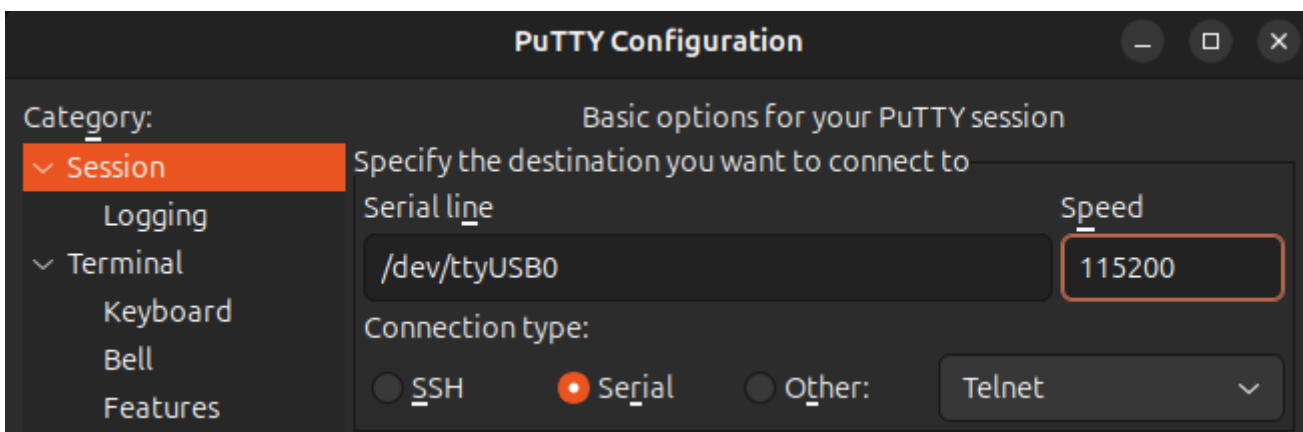 PuTTY Configuration
Category:
Session
Logging
Terminal
Keyboard
Bell
Features
Basic options for your PuTTY session
Specify the destination you want to connect to
Serial line
Speed
/dev/ttyUSB0
115200
Connection type:
SSH
Serial
Other:
Telnet